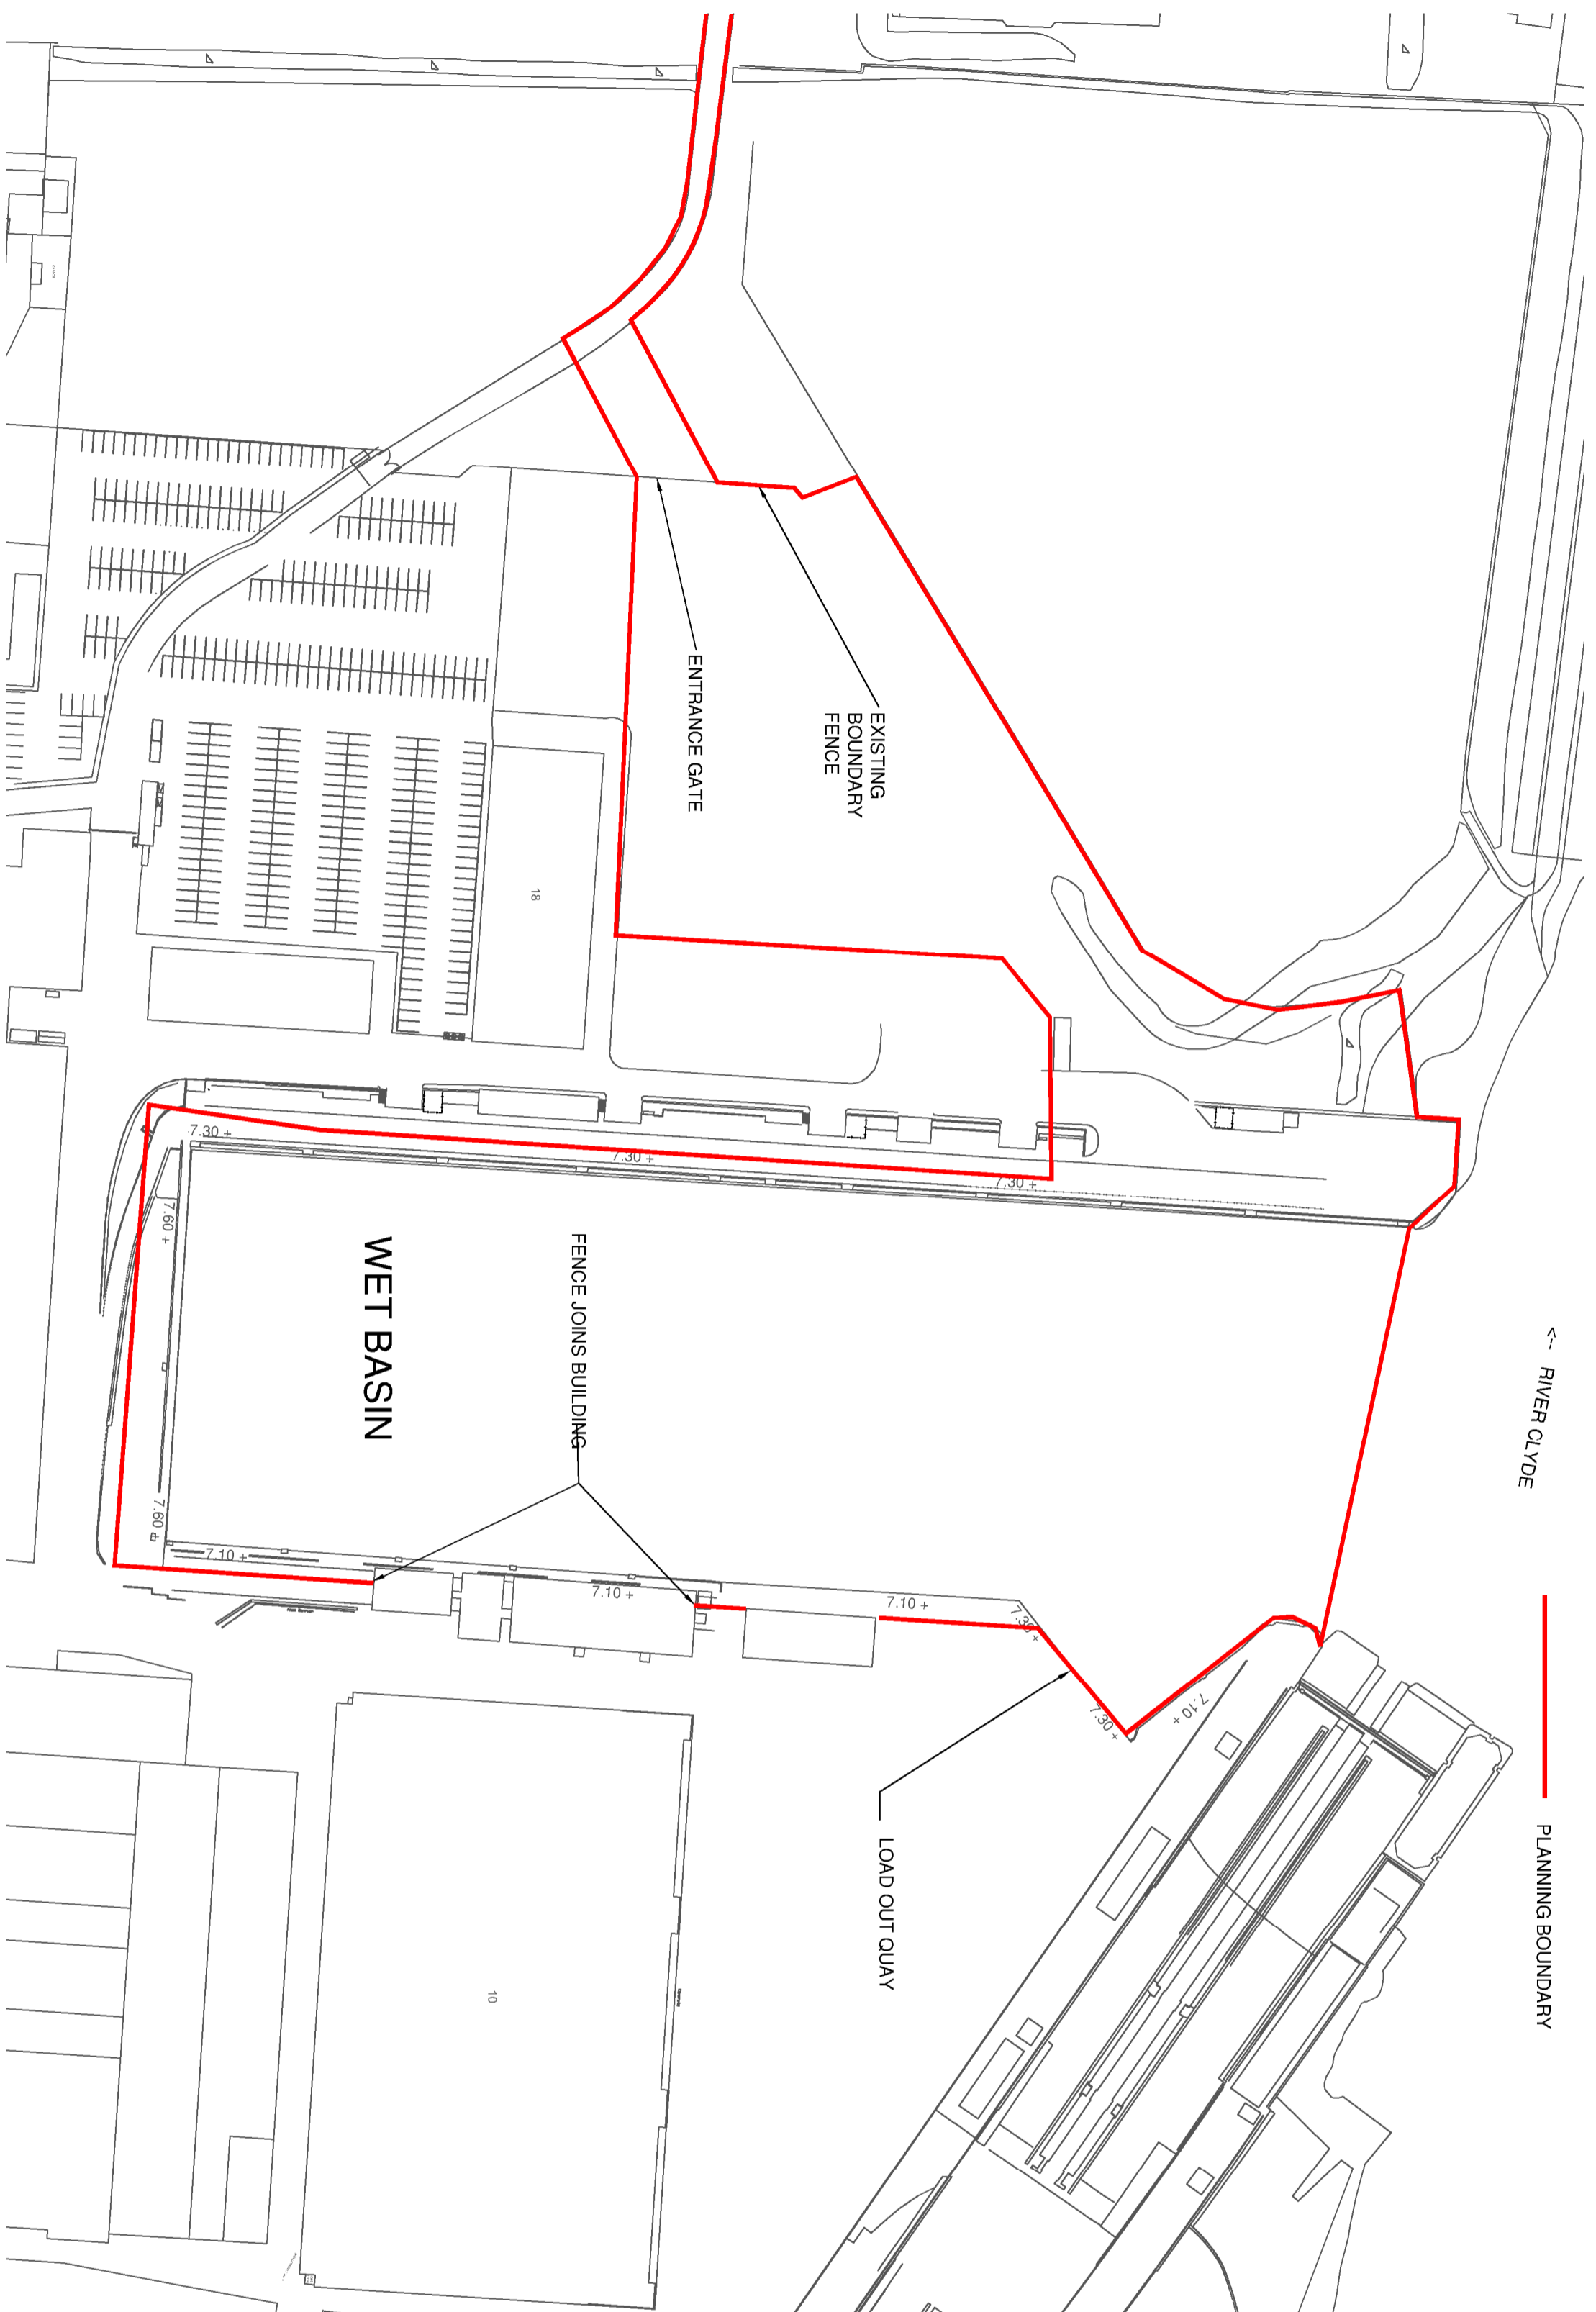 <-- RIVER CLYDE
PLANNING BOUNDARY
EXISTING
BOUNDARY
FENCE
ENTRANCE GATE
LOAD OUT QUAY
FENCE JOINS BUILDING
WET BASIN
18
10
7.30 +
7.30 +
7.30 +
7.60 +
7.60 +
7.10 +
7.10 +
7.10 +
7.30 +
7.30 +
7.10 +